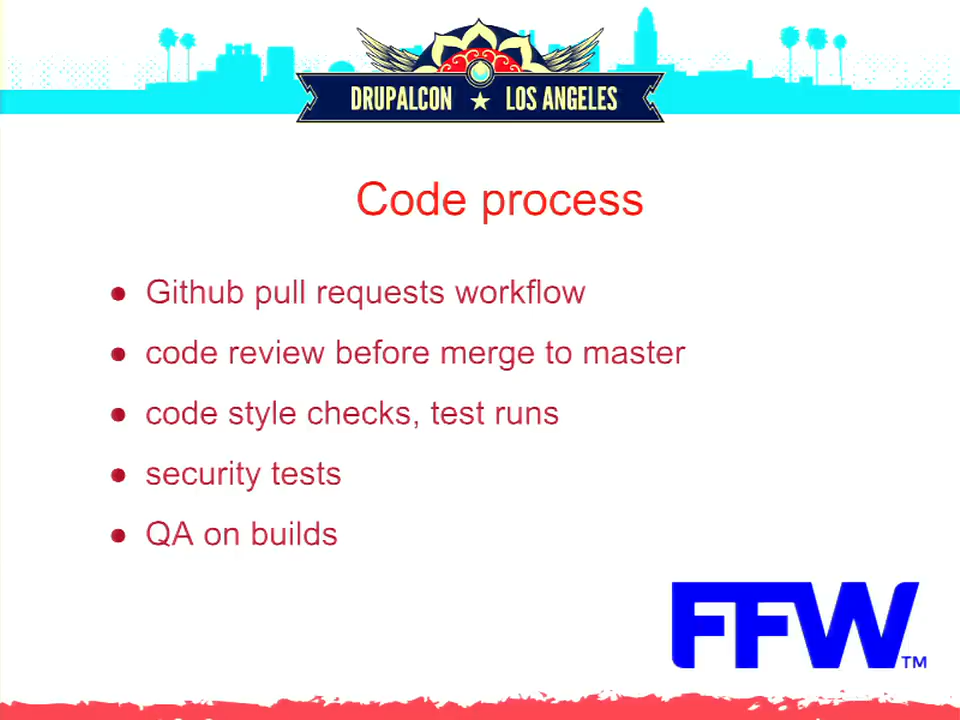 DRUPALCON ★ LOS ANGELES
Code process
● Github pull requests workflow
● code review before merge to master
● code style checks, test runs
● security tests
● QA on builds
FFW™